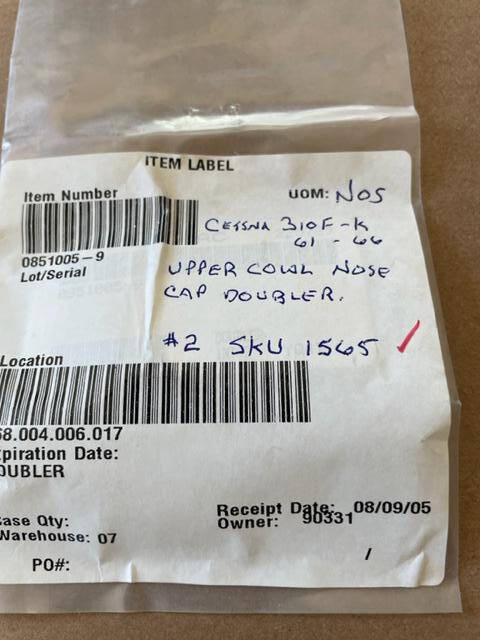 ITEM LABEL
Item Number
UOM: NOS
CESSNA 310F-K
61 - 66
0851005-9
Lot/Serial
UPPER COWL NOSE
CAP DOUBLER.
#2 SKU 1565
Location
68.004.006.017
piration Date:
OUBLER
Receipt Date: 08/09/05
ase Qty:
Owner: 90331
Warehouse: 07
PO#:
/